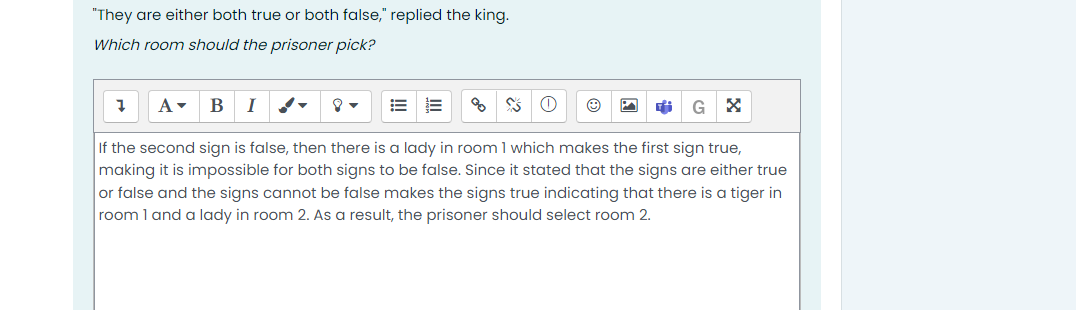 "They are either both true or both false," replied the king.
Which room should the prisoner pick?
A B I G
If the second sign is false, then there is a lady in room 1 which makes the first sign true,
making it is impossible for both signs to be false. Since it stated that the signs are either true
or false and the signs cannot be false makes the signs true indicating that there is a tiger in
room 1 and a lady in room 2. As a result, the prisoner should select room 2.